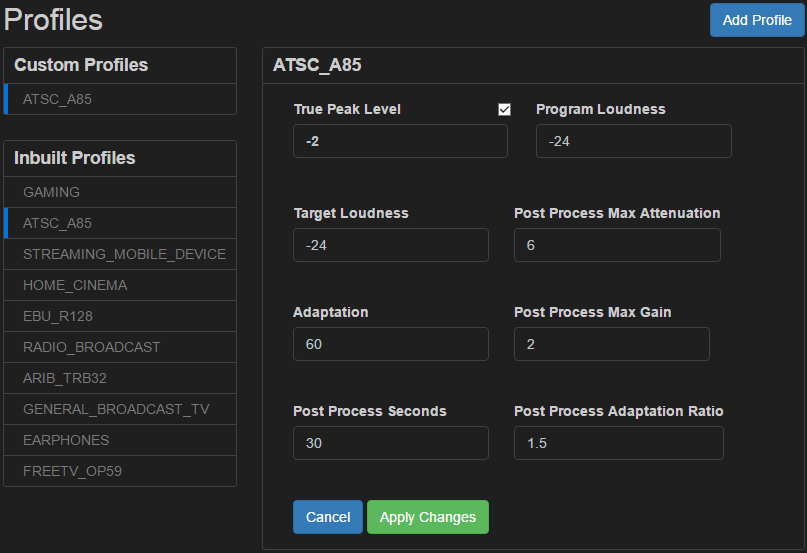 Profiles
Add Profile
Custom Profiles
ATSC_A85
Inbuilt Profiles
GAMING
ATSC_A85
STREAMING_MOBILE_DEVICE
HOME_CINEMA
EBU_R128
RADIO_BROADCAST
ARIB_TRB32
GENERAL_BROADCAST_TV
EARPHONES
FREETV_OP59
ATSC_A85
True Peak Level
Program Loudness
-2
-24
Target Loudness
Post Process Max Attenuation
-24
6
Adaptation
Post Process Max Gain
60
2
Post Process Seconds
Post Process Adaptation Ratio
30
1.5
Cancel
Apply Changes